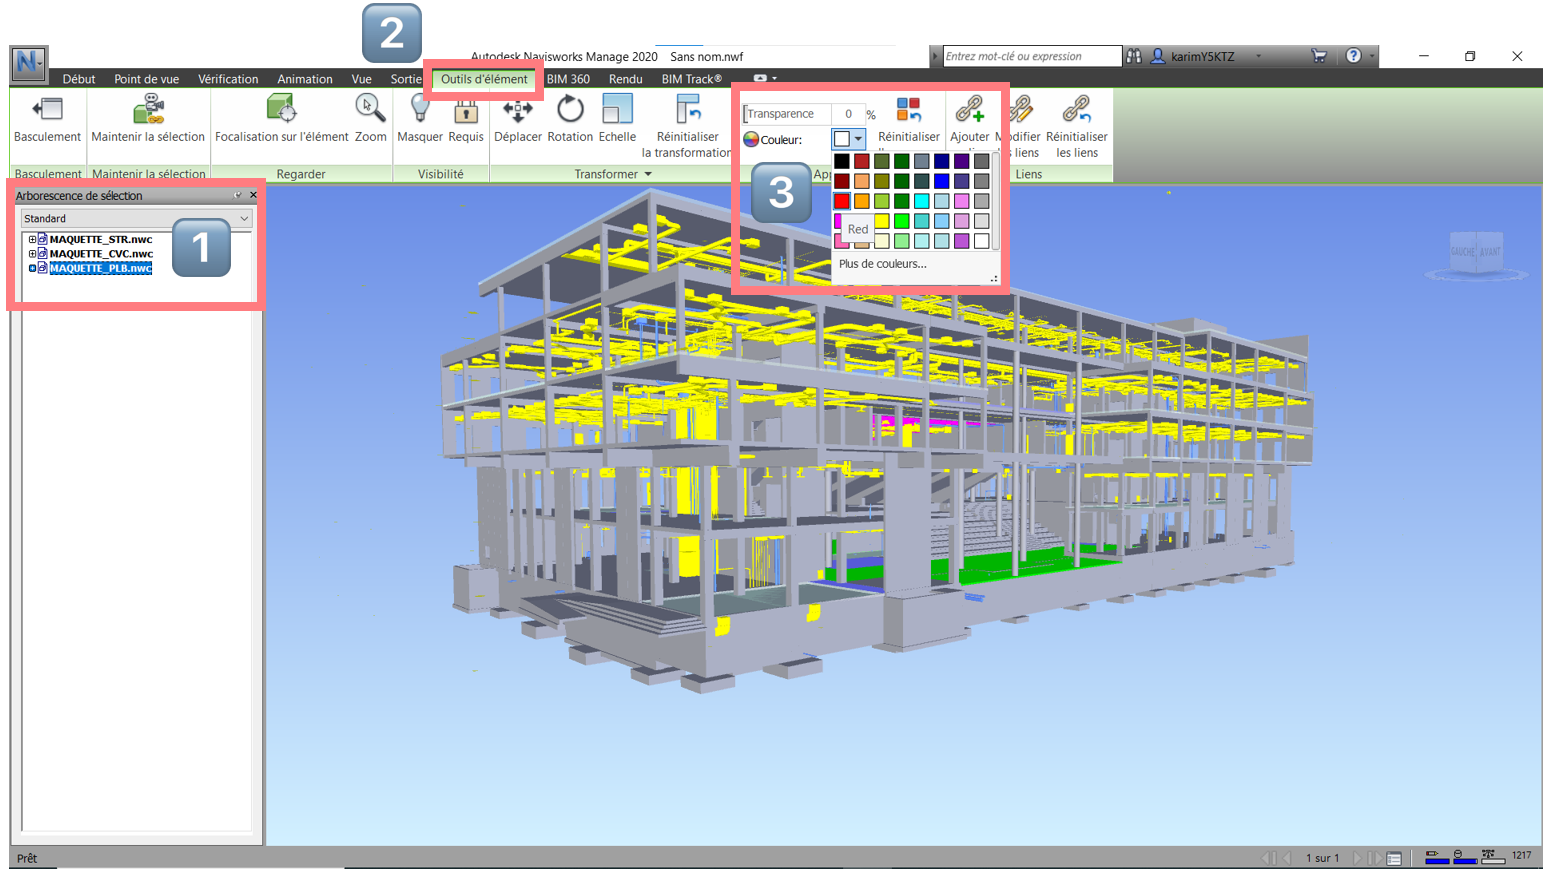 2
Autodesk Navisworks Manage 2020 Sans nom.nwf
Entrez mot-clé ou expression
karimY5KTZ
N
Début Point de vue Vérification Animation Vue Sortie Outils d'élément BIM 360 Rendu BIM Track®
Transparence 0 %
Couleur:
Basculement Maintenir la sélection Focalisation sur l'élément Zoom Masquer Requis Déplacer Rotation Echelle Réinitialiser
la transformation
Réinitialiser Ajouter Modifier Réinitialiser
les liens
les liens
Basculement Maintenir la sélection Regarder Visibilité Transformer App Liens
3
Red
Plus de couleurs...
Arborescence de sélection
Standard
1
MAQUETTE_STR.nwc
MAQUETTE_CVC.nwc
MAQUETTE_PLB.nwc
GAUCHE AVANT
Prêt
1 sur 1
1217